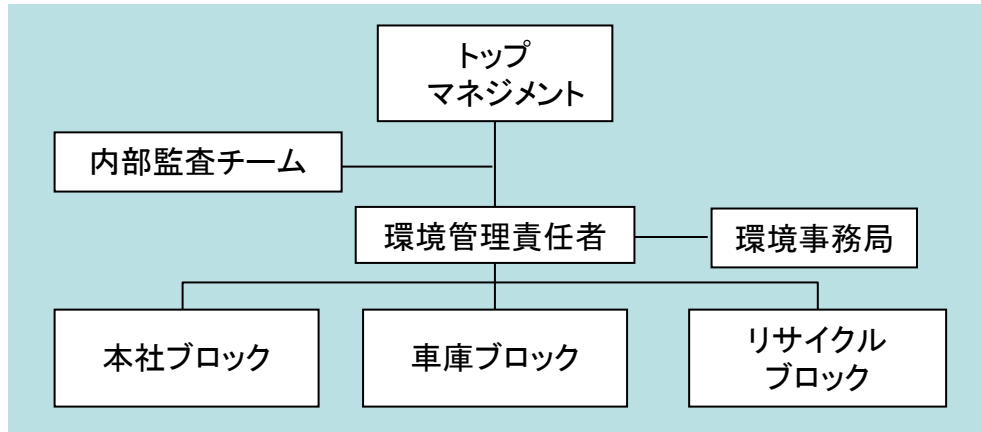 トップ
マネジメント
内部監査チーム
環境管理責任者
環境事務局
本社ブロック
車庫ブロック
リサイクル
ブロック